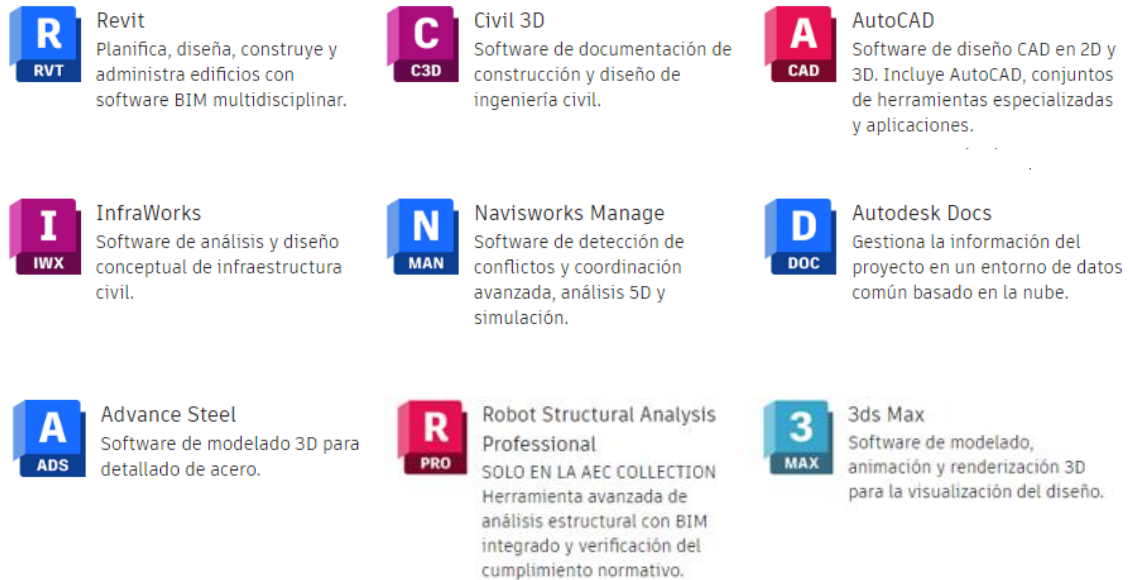 R
RVT
Revit
Planifica, diseña, construye y
administra edificios con
software BIM multidisciplinar.
C
C3D
Civil 3D
Software de documentación de
construcción y diseño de
ingeniería civil.
A
CAD
AutoCAD
Software de diseño CAD en 2D y
3D. Incluye AutoCAD, conjuntos
de herramientas especializadas
y aplicaciones.
I
IWX
InfraWorks
Software de análisis y diseño
conceptual de infraestructura
civil.
N
MAN
Navisworks Manage
Software de detección de
conflictos y coordinación
avanzada, análisis 5D y
simulación.
D
DOC
Autodesk Docs
Gestiona la información del
proyecto en un entorno de datos
común basado en la nube.
A
ADS
Advance Steel
Software de modelado 3D para
detallado de acero.
R
PRO
Robot Structural Analysis
Professional
SOLO EN LA AEC COLLECTION
Herramienta avanzada de
análisis estructural con BIM
integrado y verificación del
cumplimiento normativo.
3
MAX
3ds Max
Software de modelado,
animación y renderización 3D
para la visualización del diseño.